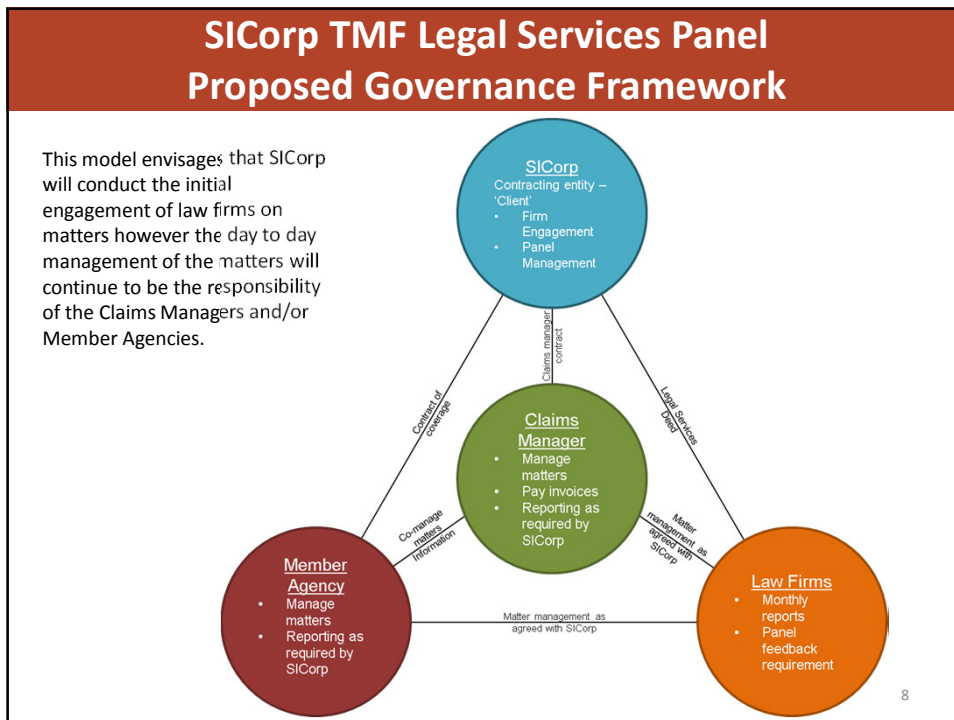 SICorp TMF Legal Services Panel
Proposed Governance Framework
This model envisages that SICorp
will conduct the initial
engagement of law firms on
matters however the day to day
management of the matters will
continue to be the responsibility
of the Claims Managers and/or
Member Agencies.
SICorp
Contracting entity –
'Client'
• Firm
Engagement
• Panel
Management
Claims manager
contract
Contract of
coverage
Legal Services
Deed
Claims
Manager
• Manage
matters
• Pay invoices
• Reporting as
required by
SICorp
Co-manage
matters
Information
Matter
management as
agreed with
SICorp
Member
Agency
• Manage
matters
• Reporting as
required by
SICorp
Matter management as
agreed with SICorp
Law Firms
• Monthly
reports
• Panel
feedback
requirement
8